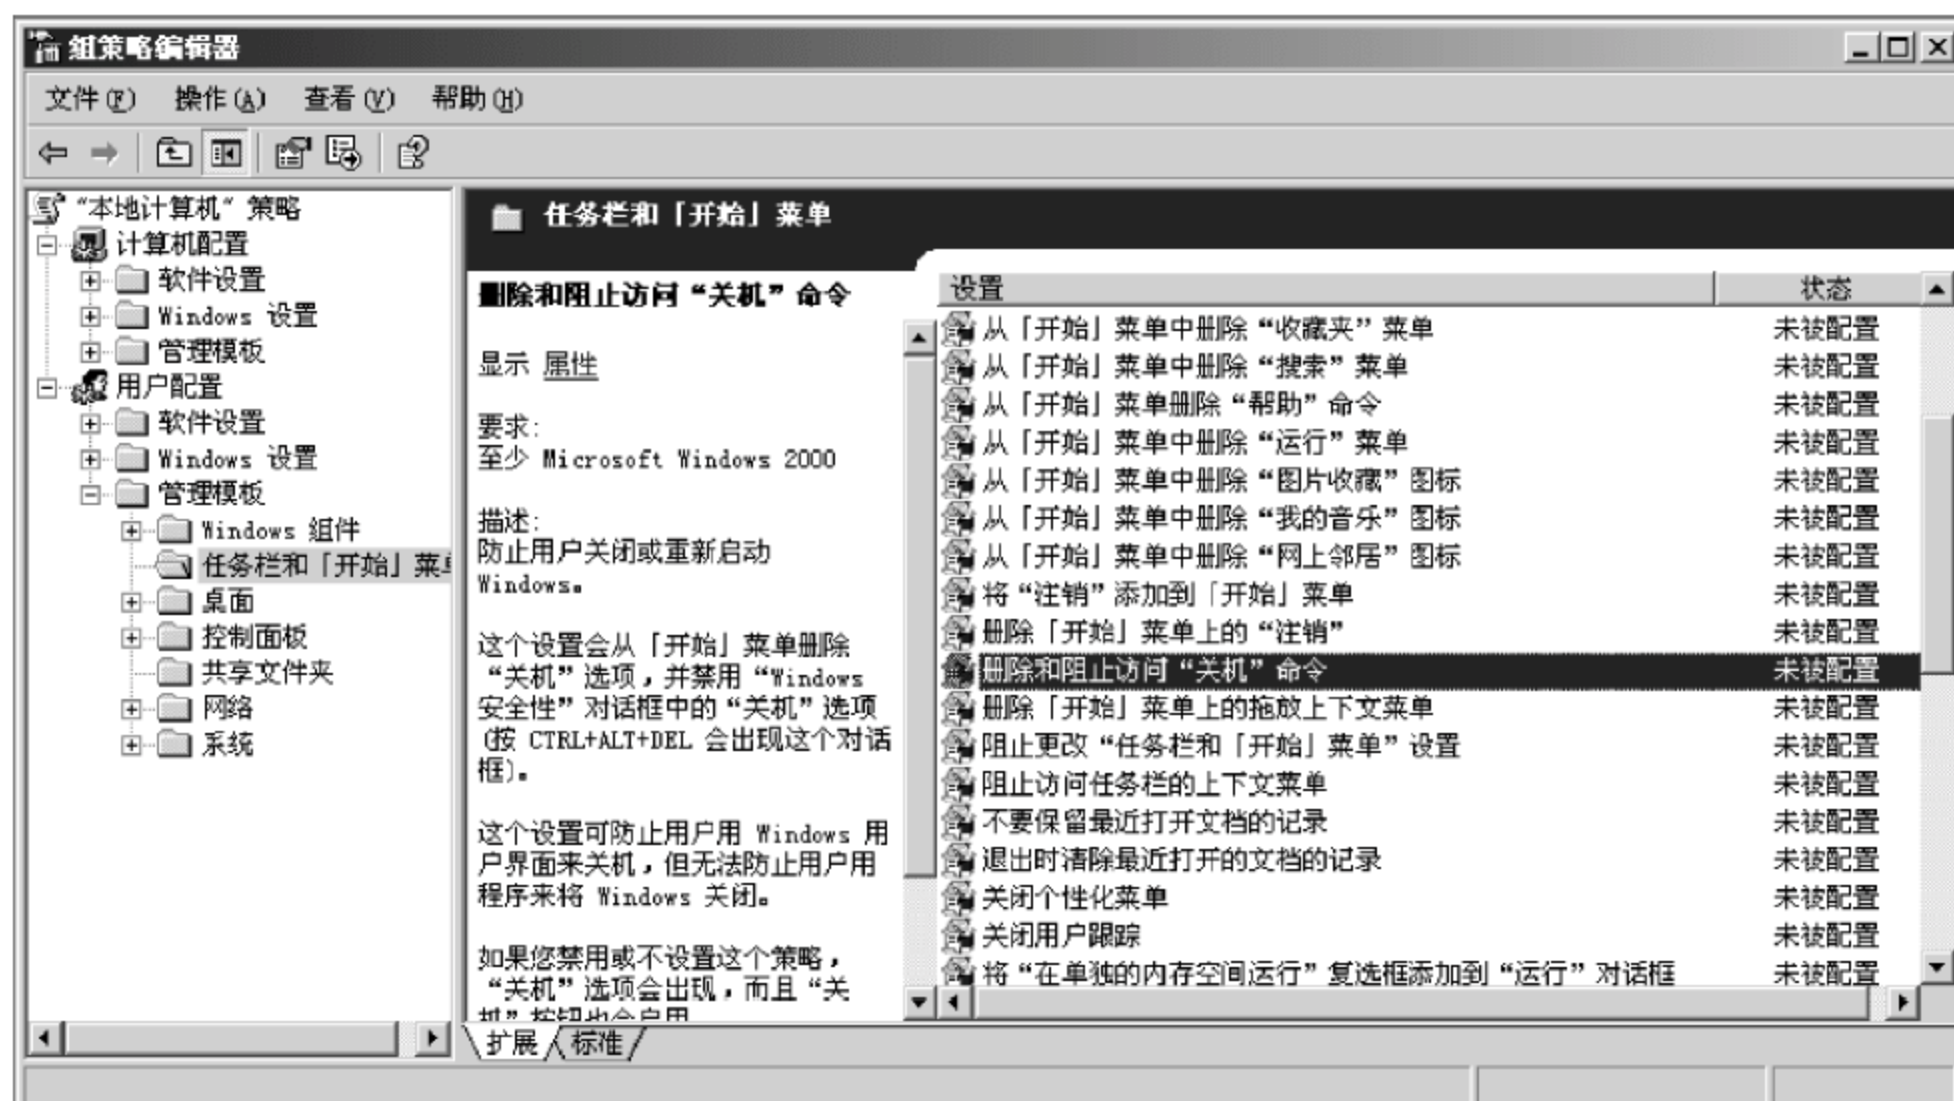 组策略编辑器
文件(F) 操作(A) 查看(V) 帮助(H)
“本地计算机” 策略
计算机配置
软件设置
Windows 设置
管理模板
用户配置
软件设置
Windows 设置
管理模板
Windows 组件
任务栏和「开始」菜
桌面
控制面板
共享文件夹
网络
系统
任务栏和「开始」菜单
删除和阻止访问“关机”命令
显示 属性
要求:
至少 Microsoft Windows 2000
描述:
防止用户关闭或重新启动
Windows。
这个设置会从「开始」菜单删除
“关机”选项，并禁用“Windows
安全性”对话框中的“关机”选项
(按 CTRL+ALT+DEL 会出现这个对话
框)。
这个设置可防止用户用 Windows 用
户界面来关机，但无法防止用户用
程序来将 Windows 关闭。
如果您禁用或不设置这个策略，
“关机”选项会出现，而且“关
机”按钮也会启用
设置 状态
从「开始」菜单中删除“收藏夹”菜单 未被配置
从「开始」菜单中删除“搜索”菜单 未被配置
从「开始」菜单删除“帮助”命令 未被配置
从「开始」菜单中删除“运行”菜单 未被配置
从「开始」菜单中删除“图片收藏”图标 未被配置
从「开始」菜单中删除“我的音乐”图标 未被配置
从「开始」菜单中删除“网上邻居”图标 未被配置
将“注销”添加到「开始」菜单 未被配置
删除「开始」菜单上的“注销” 未被配置
删除和阻止访问“关机”命令 未被配置
删除「开始」菜单上的拖放上下文菜单 未被配置
阻止更改“任务栏和「开始」菜单”设置 未被配置
阻止访问任务栏的上下文菜单 未被配置
不要保留最近打开文档的记录 未被配置
退出时清除最近打开的文档的记录 未被配置
关闭个性化菜单 未被配置
关闭用户跟踪 未被配置
将“在单独的内存空间运行”复选框添加到“运行”对话框 未被配置
扩展 标准